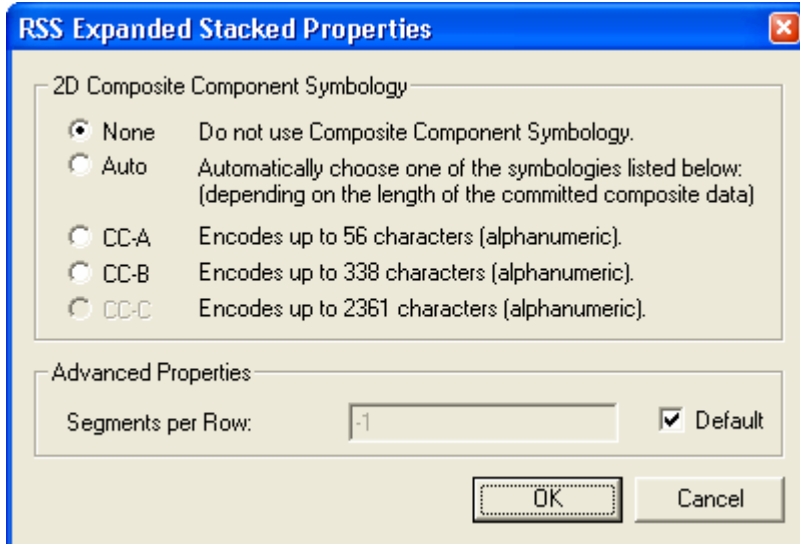 RSS Expanded Stacked Properties
2D Composite Component Symbology
None Do not use Composite Component Symbology.
Auto Automatically choose one of the symbologies listed below:
(depending on the length of the committed composite data)
CC-A Encodes up to 56 characters (alphanumeric).
CC-B Encodes up to 338 characters (alphanumeric).
CC-C Encodes up to 2361 characters (alphanumeric).
Advanced Properties
Segments per Row: -1 Default
OK Cancel